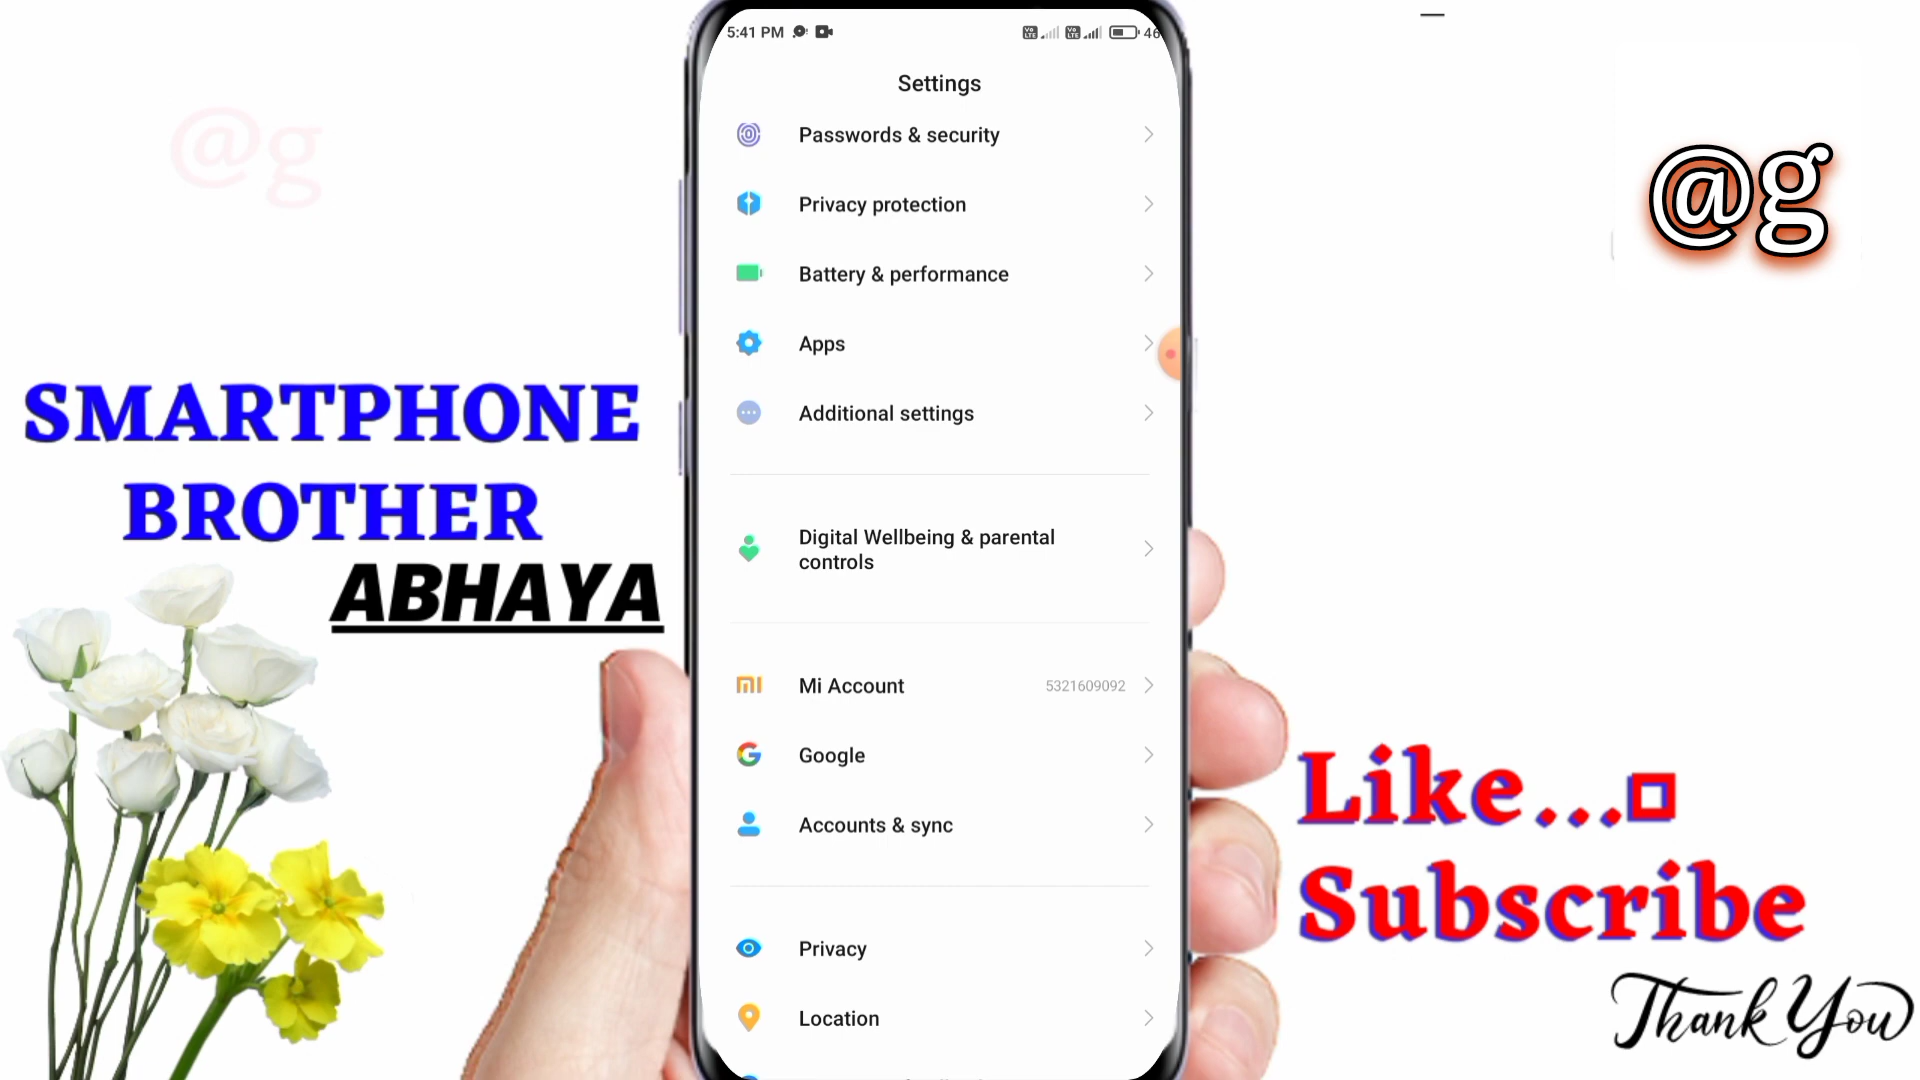 5:41 PM
46
Settings
@g
@g
Passwords & security
Privacy protection
Battery & performance
Apps
Additional settings
SMARTPHONE
BROTHER
ABHAYA
Digital Wellbeing & parental
controls
Mi Account 5321609092
Google
Accounts & sync
Privacy
Location
Like...
Subscribe
Thank You